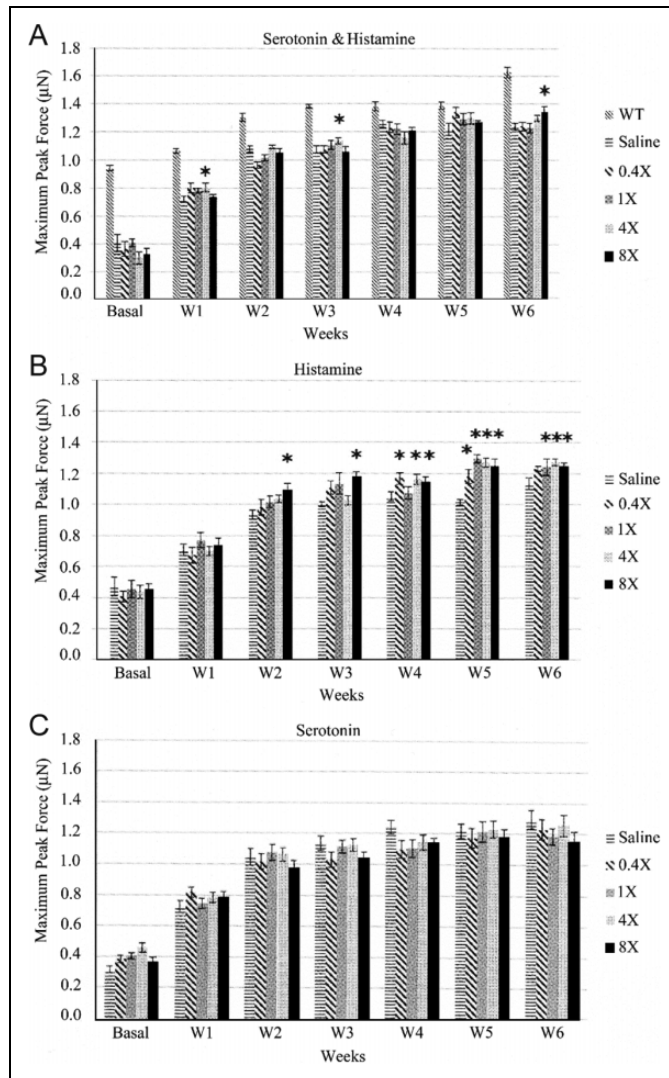 A
Serotonin & Histamine
Maximum Peak Force (μN)
1.8
1.6
1.4
1.2
1.0
0.8
0.6
0.4
0.2
0.0
*
*
*
Basal W1 W2 W3 W4 W5 W6
Weeks
WT
Saline
0.4X
1X
4X
8X
B
Histamine
Maximum Peak Force (μN)
1.8
1.6
1.4
1.2
1.0
0.8
0.6
0.4
0.2
0.0
*
*
* **
* ***
***
Basal W1 W2 W3 W4 W5 W6
Weeks
Saline
0.4X
1X
4X
8X
C
Serotonin
Maximum Peak Force (μN)
1.8
1.6
1.4
1.2
1.0
0.8
0.6
0.4
0.2
0.0
Basal W1 W2 W3 W4 W5 W6
Weeks
Saline
0.4X
1X
4X
8X